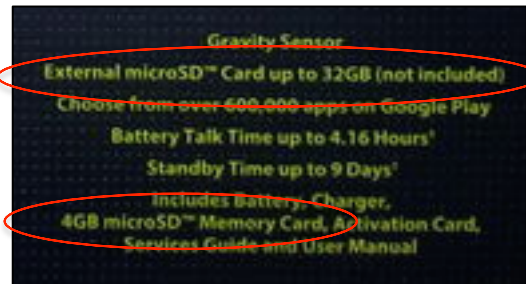 Gravity Sensor
External microSD™ Card up to 32GB (not included)
Choose from over 600,000 apps on Google Play
Battery Talk Time up to 4.16 Hours†
Standby Time up to 9 Days†
Includes Battery, Charger,
4GB microSD™ Memory Card, Activation Card,
Services Guide and User Manual